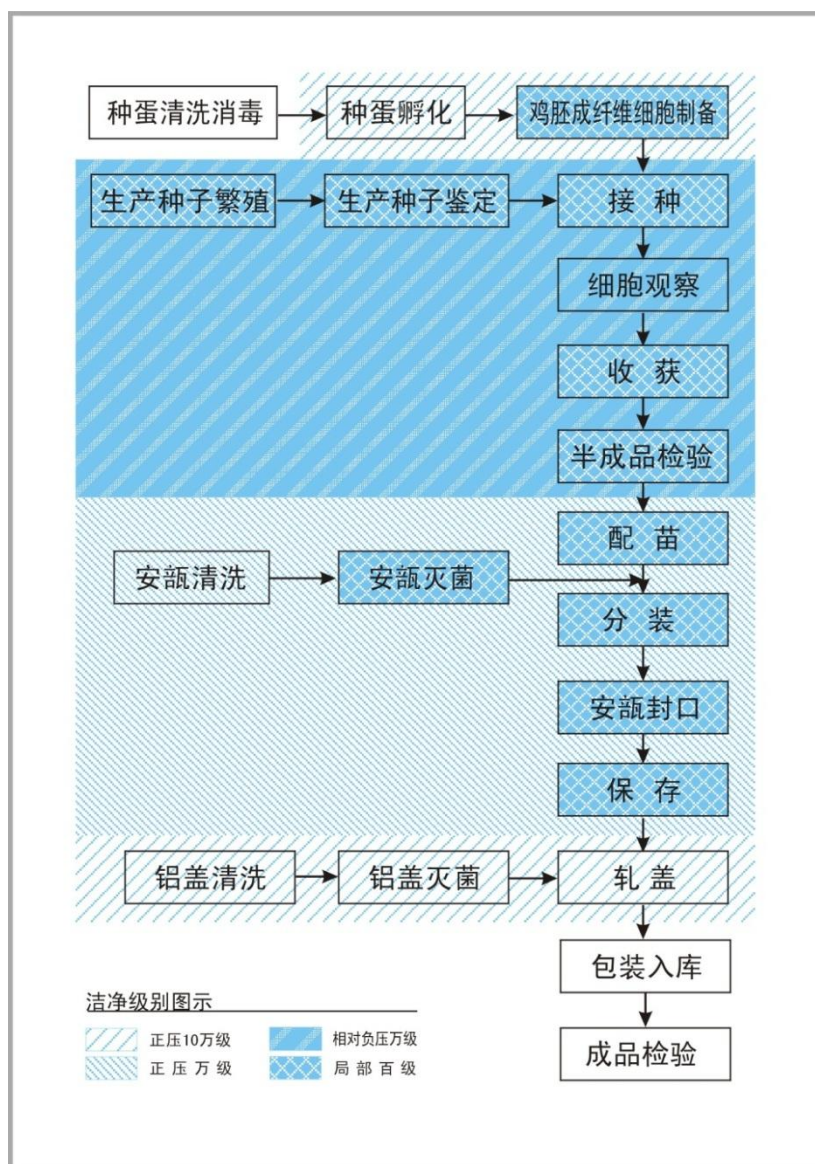 种蛋清洗消毒
种蛋孵化
鸡胚成纤维细胞制备
生产种子繁殖
生产种子鉴定
接 种
细胞观察
收 获
半成品检验
配 苗
安瓿清洗
安瓿灭菌
分 装
安瓿封口
保 存
铝盖清洗
铝盖灭菌
轧 盖
包装入库
成品检验
洁净级别图示
正压10万级
相对负压万级
正 压 万 级
局 部 百 级